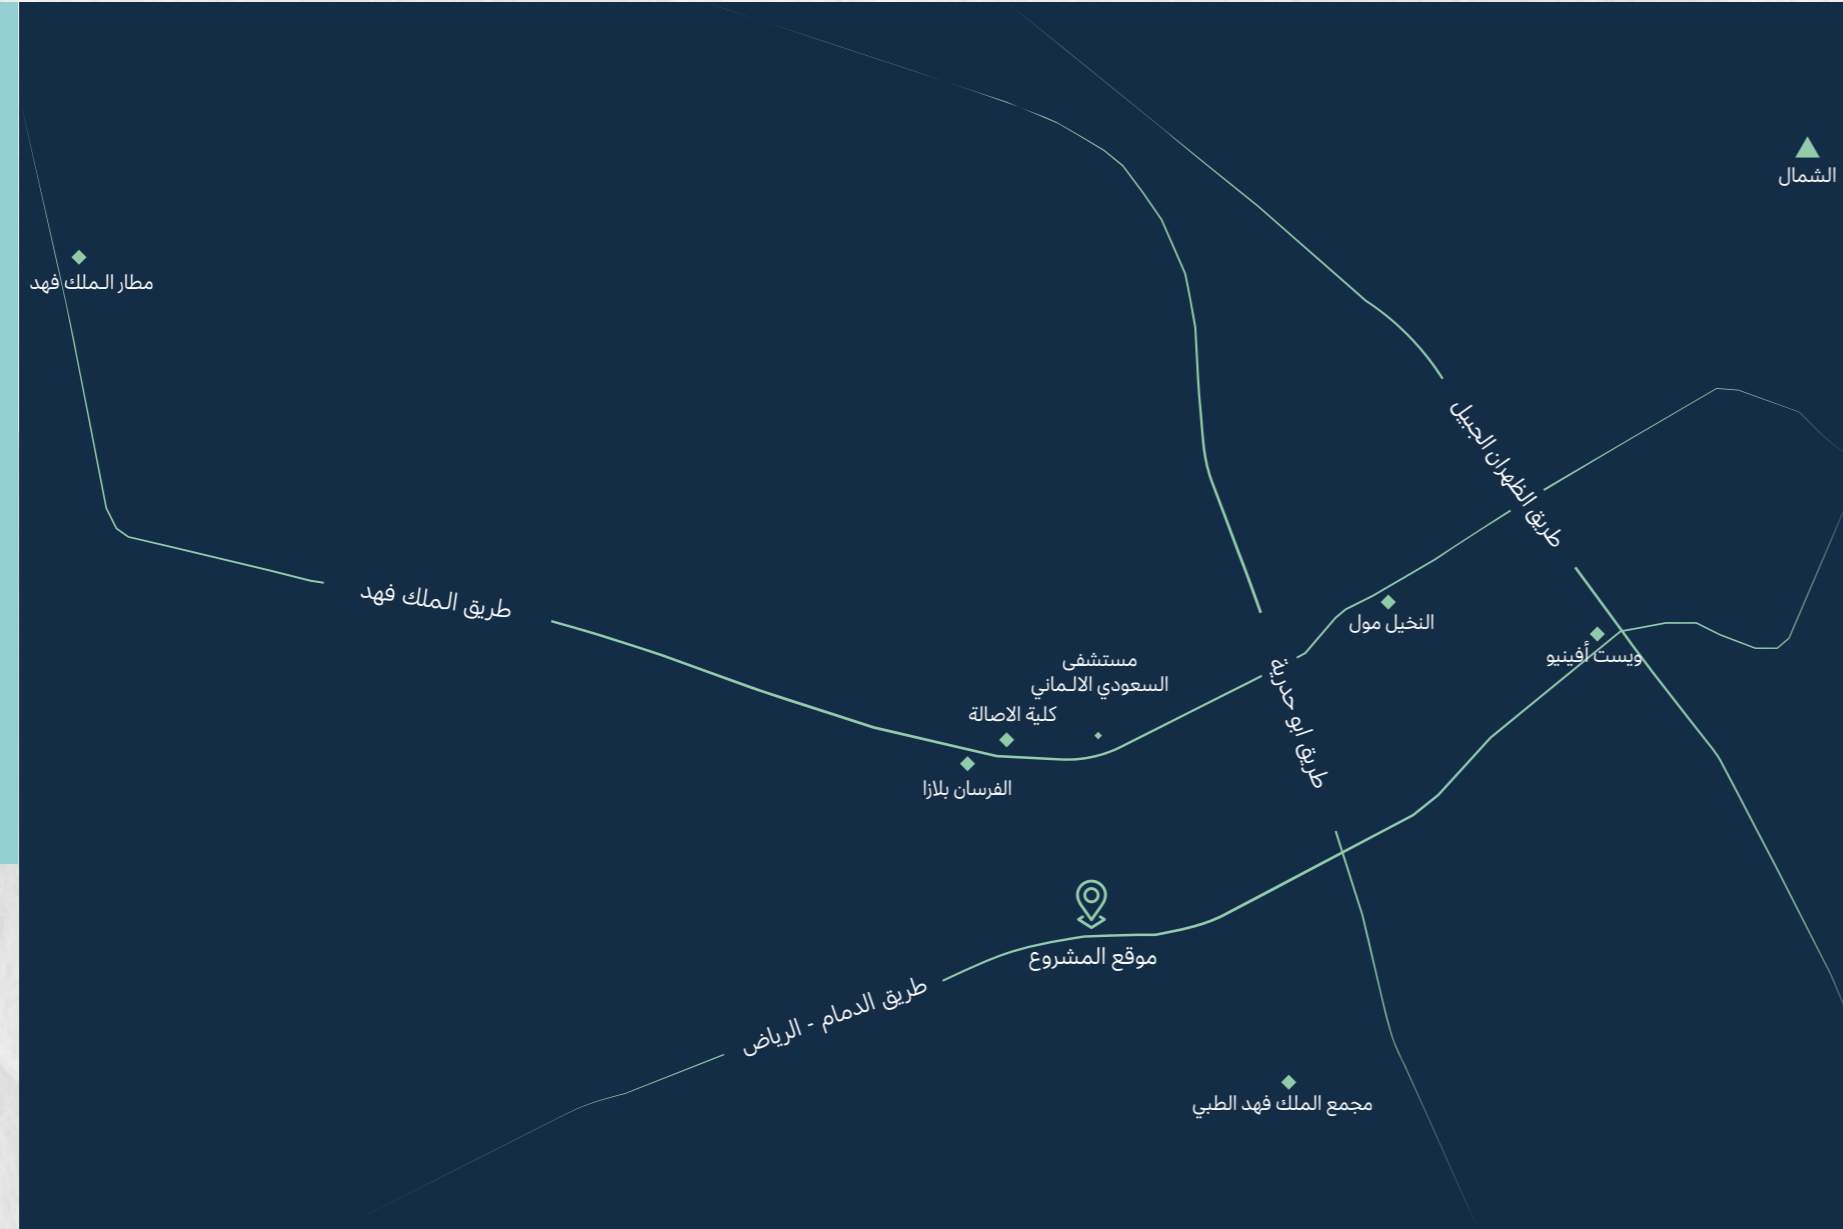 الشمال
مطار الملك فهد
طريق الظهران الجبيل
طريق الملك فهد
النخيل مول
ويست أفينيو
مستشفى
السعودي الالماني
كلية الاصالة
طريق ابو حدرية
الفرسان بلازا
موقع المشروع
طريق الدمام - الرياض
مجمع الملك فهد الطبي